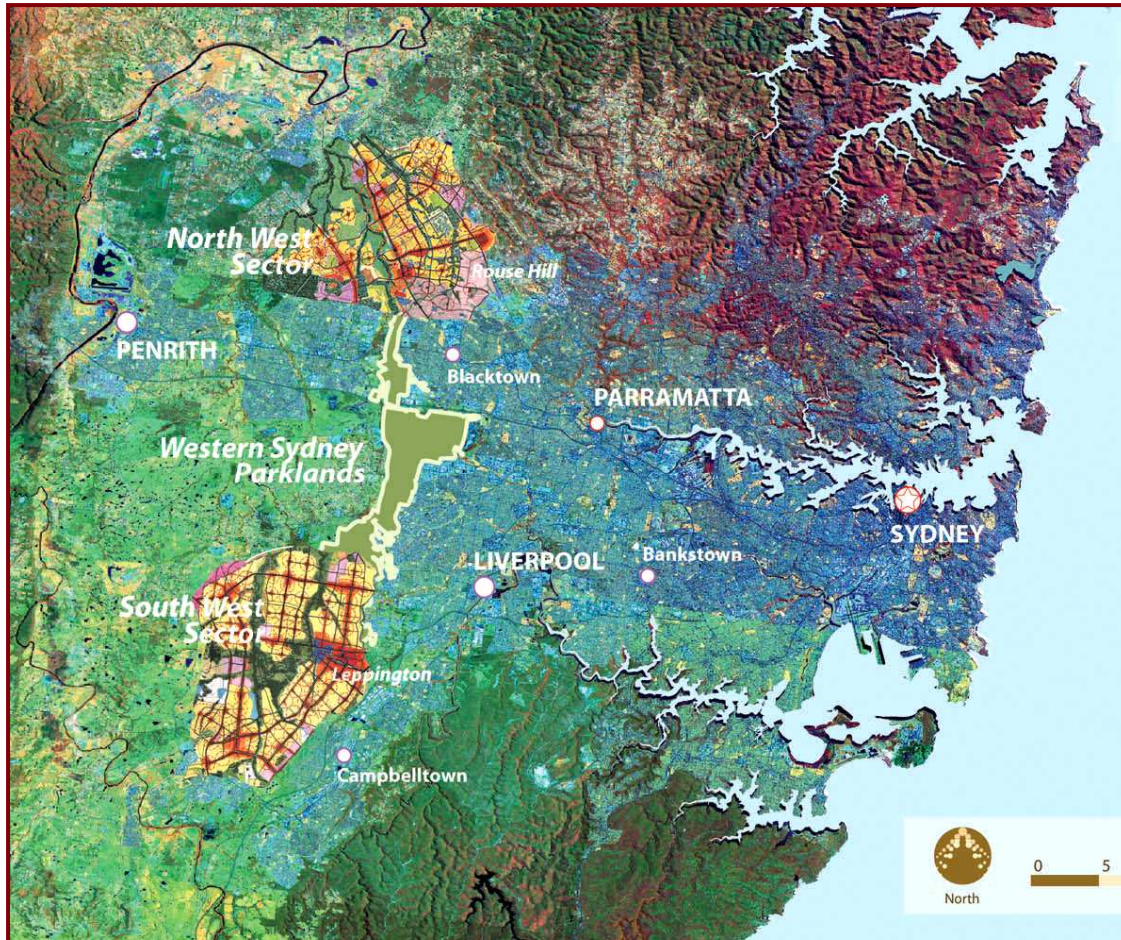 North West
Sector
Rouse Hill
PENRITH
Blacktown
PARRAMATTA
Western Sydney
Parklands
SYDNEY
LIVERPOOL
Bankstown
South West
Sector
Leppington
Campbelltown
0 5
North